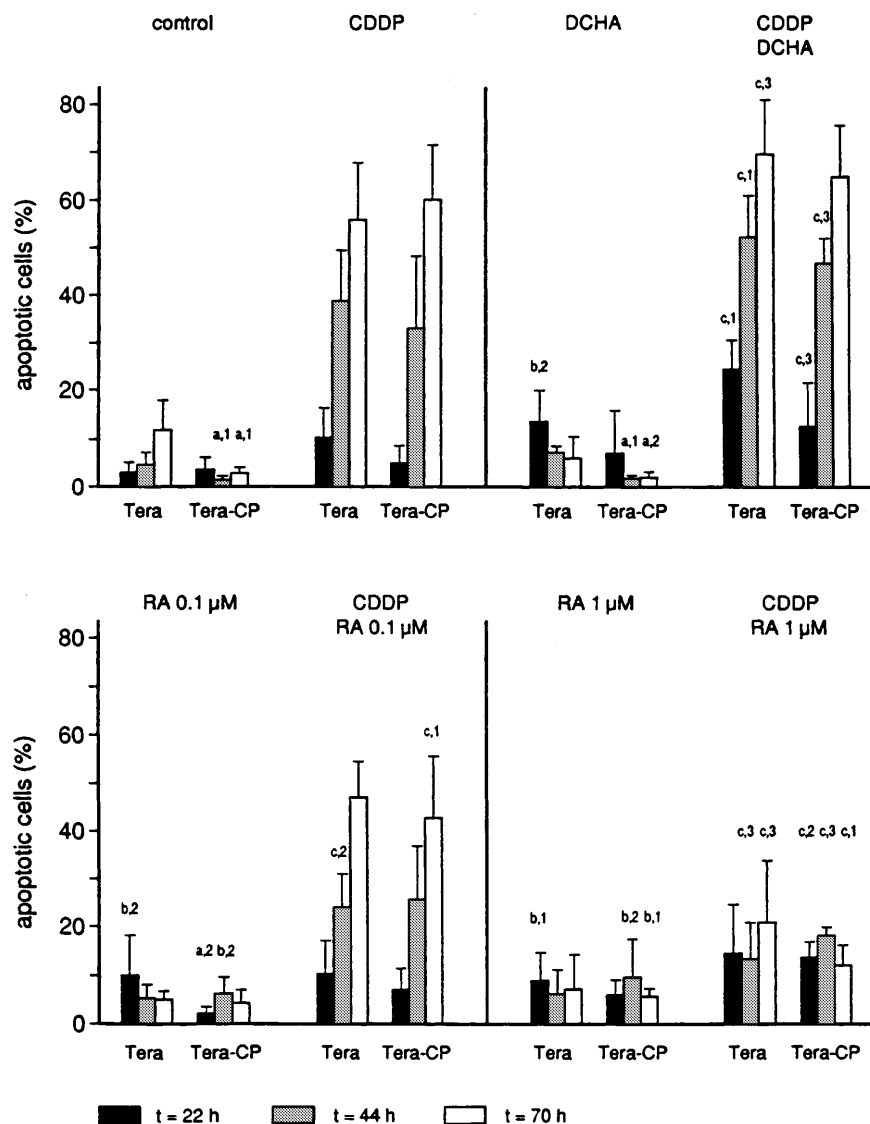 control CDDP DCHA CDDP
DCHA
apoptotic cells (%)
80
60
40
20
0
a,1 a,1
b,2
a,1 a,2
c,1
c,1
c,3
c,3
c,3
Tera Tera-CP Tera Tera-CP Tera Tera-CP Tera Tera-CP
RA 0.1 µM CDDP RA 1 µM CDDP
RA 0.1 µM RA 1 µM
apoptotic cells (%)
80
60
40
20
0
b,2
a,2 b,2
c,2
c,1
b,1
b,2 b,1
c,3 c,3
c,2 c,3 c,1
Tera Tera-CP Tera Tera-CP Tera Tera-CP Tera Tera-CP
t = 22 h t = 44 h t = 70 h